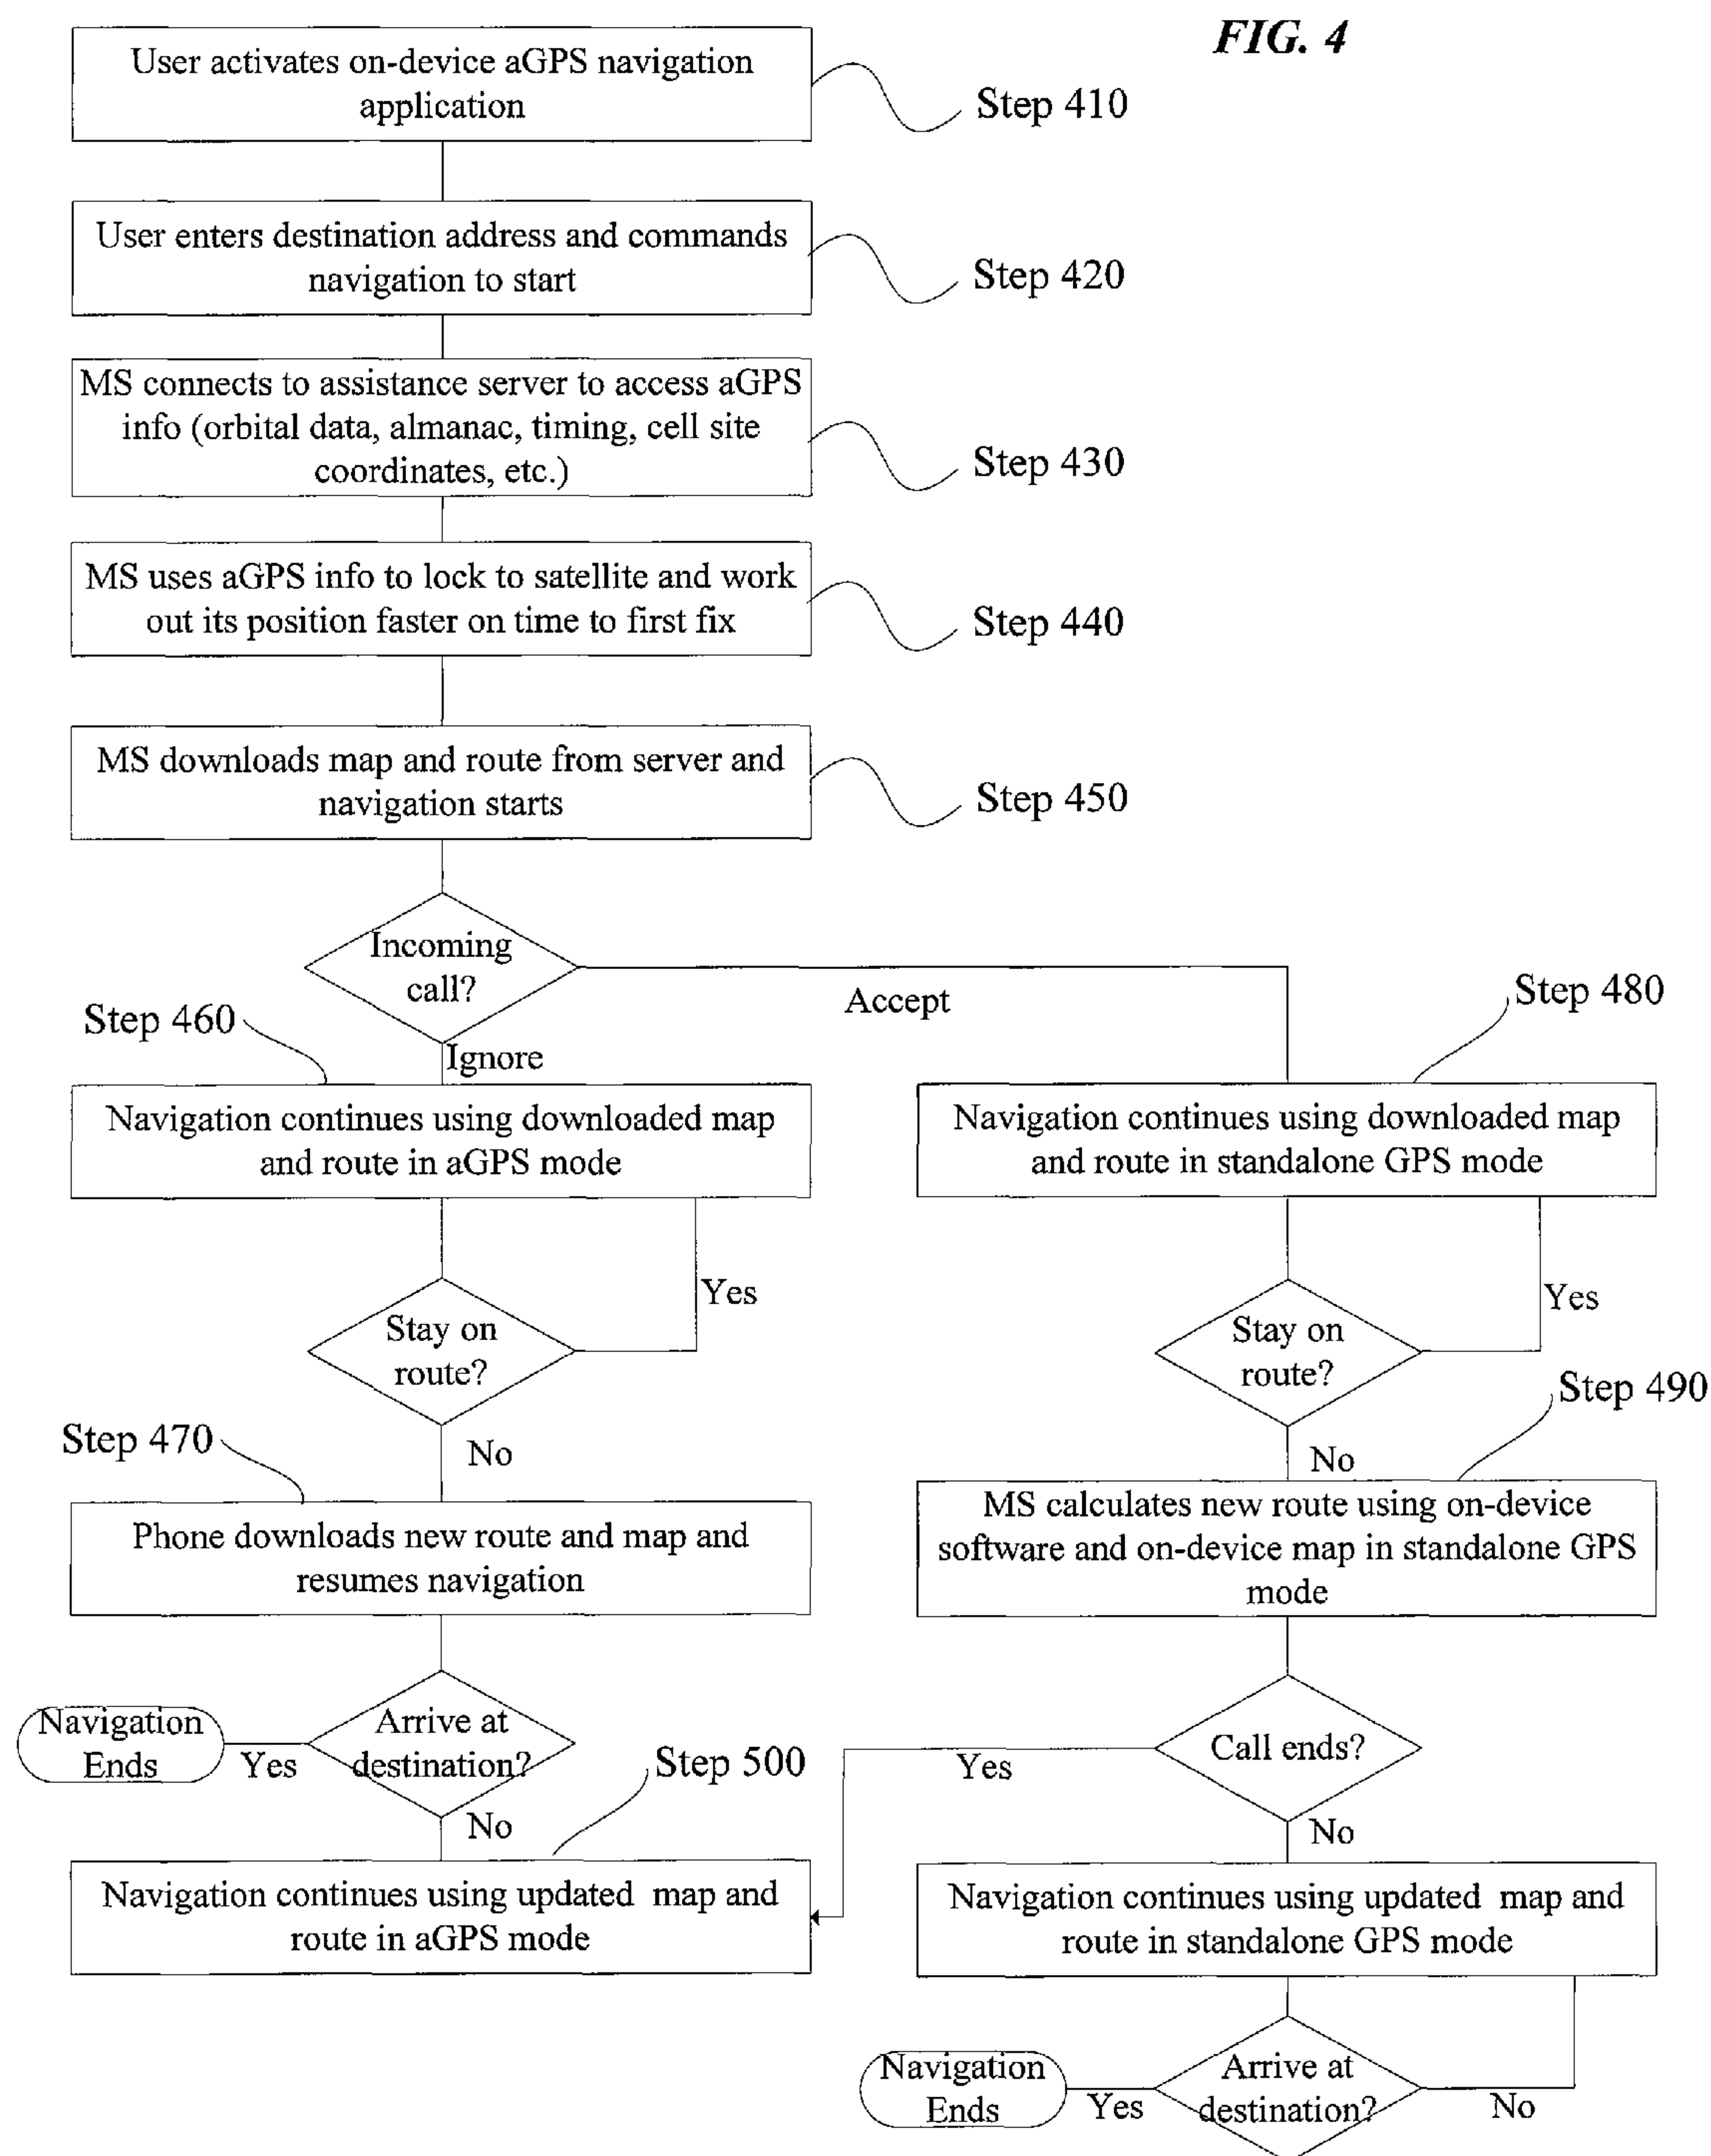 FIG. 4
User activates on-device aGPS navigation
application
Step 410
User enters destination address and commands
navigation to start
Step 420
MS connects to assistance server to access aGPS
info (orbital data, almanac, timing, cell site
coordinates, etc.)
Step 430
MS uses aGPS info to lock to satellite and work
out its position faster on time to first fix
Step 440
MS downloads map and route from server and
navigation starts
Step 450
Incoming
call?
Accept
Ignore
Step 460
Navigation continues using downloaded map
and route in aGPS mode
Stay on
route?
Yes
No
Step 470
Phone downloads new route and map and
resumes navigation
Arrive at
destination?
Yes
Navigation
Ends
No
Step 500
Navigation continues using updated map and
route in aGPS mode
Step 480
Navigation continues using downloaded map
and route in standalone GPS mode
Stay on
route?
Yes
No
Step 490
MS calculates new route using on-device
software and on-device map in standalone GPS
mode
Call ends?
Yes
No
Navigation continues using updated map and
route in standalone GPS mode
Arrive at
destination?
Yes
No
Navigation
Ends